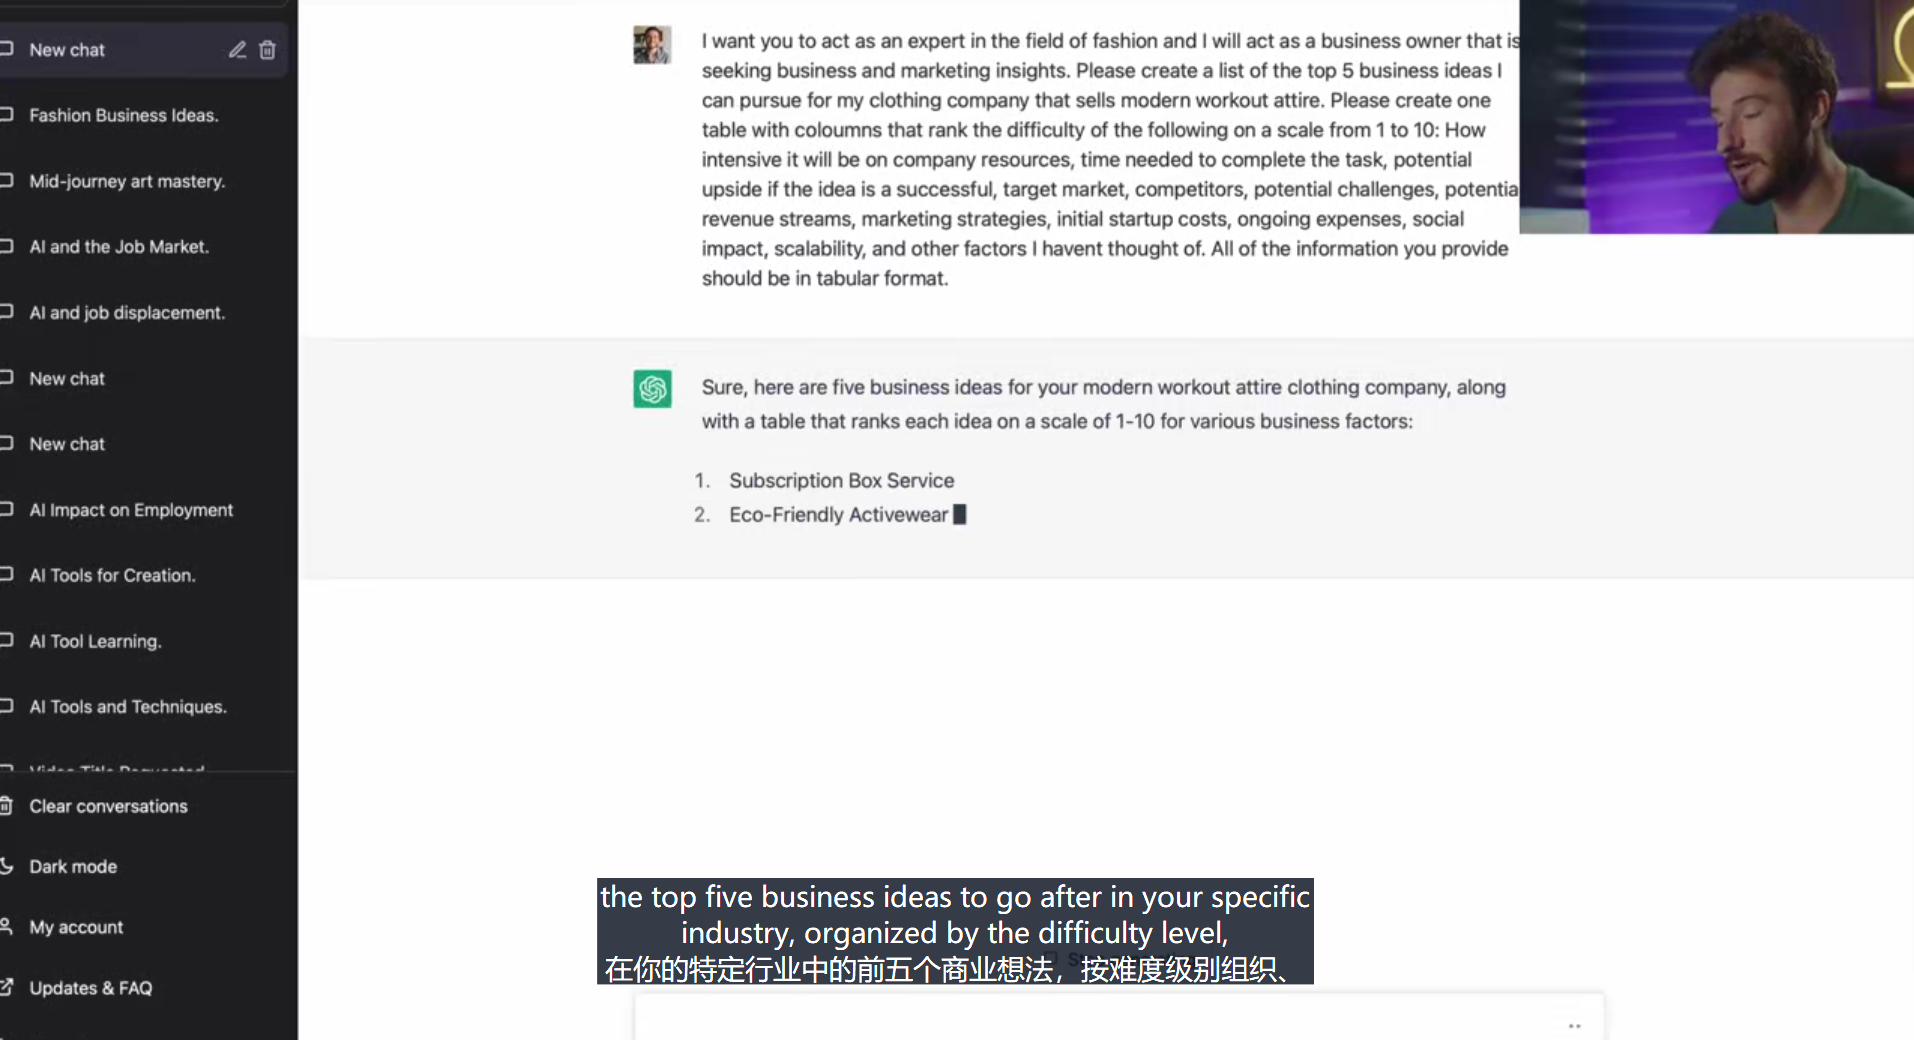 New chat
Fashion Business Ideas.
Mid-journey art mastery.
AI and the Job Market.
AI and job displacement.
New chat
New chat
AI Impact on Employment
AI Tools for Creation.
AI Tool Learning.
AI Tools and Techniques.
Video Title Requested
Clear conversations
Dark mode
My account
Updates & FAQ
I want you to act as an expert in the field of fashion and I will act as a business owner that is
seeking business and marketing insights. Please create a list of the top 5 business ideas I
can pursue for my clothing company that sells modern workout attire. Please create one
table with coloumns that rank the difficulty of the following on a scale from 1 to 10: How
intensive it will be on company resources, time needed to complete the task, potential
upside if the idea is a successful, target market, competitors, potential challenges, potentia
revenue streams, marketing strategies, initial startup costs, ongoing expenses, social
impact, scalability, and other factors I havent thought of. All of the information you provide
should be in tabular format.
Sure, here are five business ideas for your modern workout attire clothing company, along
with a table that ranks each idea on a scale of 1-10 for various business factors:
1. Subscription Box Service
2. Eco-Friendly Activewear
the top five business ideas to go after in your specific
industry, organized by the difficulty level,
在你的特定行业中的前五个商业想法，按难度级别组织、